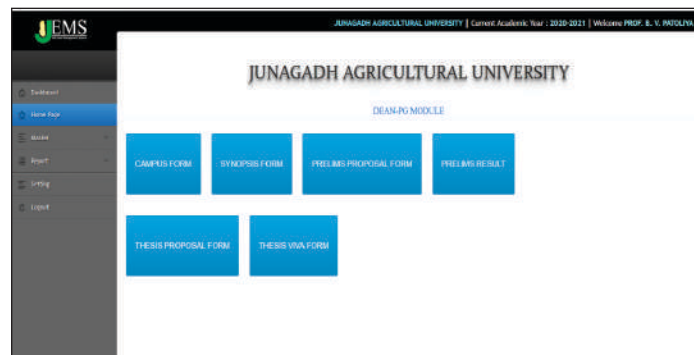 JUNAGADH AGRICULTURAL UNIVERSITY | Current Academic Year : 2020-2021 | Welcome PROF. B. V. PATOLIYA
JEMS
JUNAGADH AGRICULTURAL UNIVERSITY
DEAN-PG MODULE
Dashboard
Home Page
Master
Report
Setting
Logout
CAMPUS FORM
SYNOPSIS FORM
PRELIMS PROPOSAL FORM
PRELIMS RESULT
THESIS PROPOSAL FORM
THESIS VIVA FORM